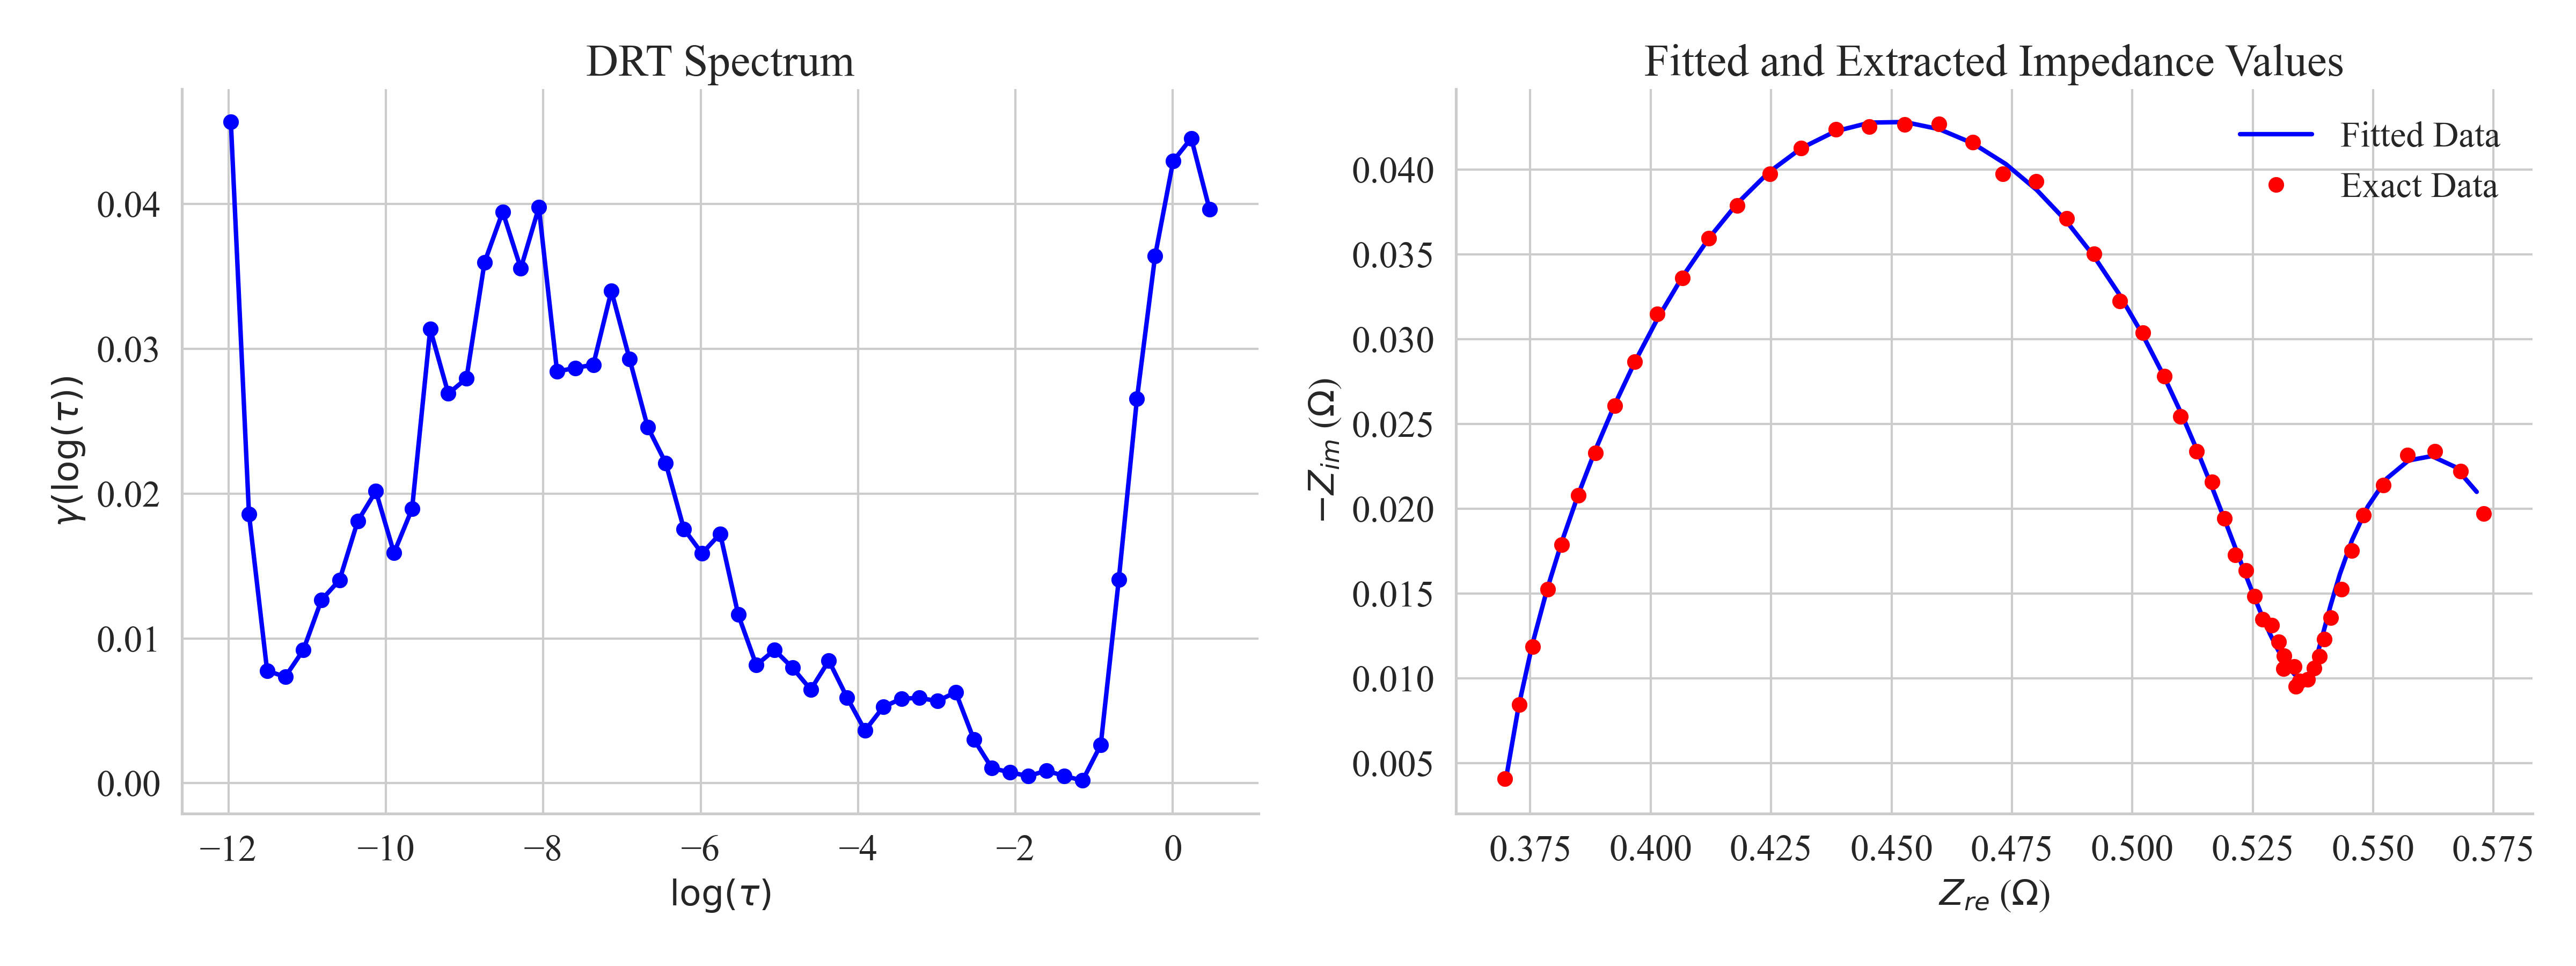 DRT Spectrum
γ(log(τ))
0.04
0.03
0.02
0.01
0.00
−12 −10 −8 −6 −4 −2 0
log(τ)
Fitted and Extracted Impedance Values
Fitted Data
Exact Data
−Z_im (Ω)
0.040
0.035
0.030
0.025
0.020
0.015
0.010
0.005
0.375 0.400 0.425 0.450 0.475 0.500 0.525 0.550 0.575
Z_re (Ω)